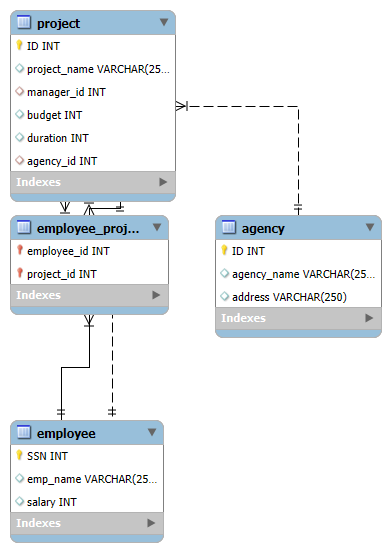 project
ID INT
project_name VARCHAR(25...
manager_id INT
budget INT
duration INT
agency_id INT
Indexes
employee_proj...
employee_id INT
project_id INT
Indexes
agency
ID INT
agency_name VARCHAR(25...
address VARCHAR(250)
Indexes
employee
SSN INT
emp_name VARCHAR(25...
salary INT
Indexes